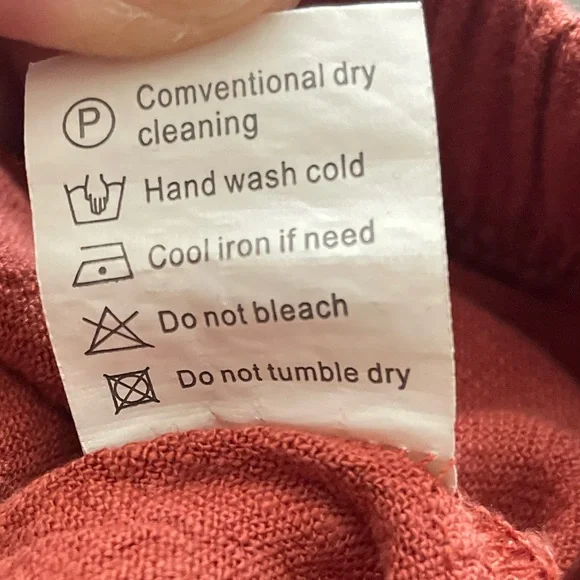 P Comventional dry
cleaning
Hand wash cold
Cool iron if need
Do not bleach
Do not tumble dry